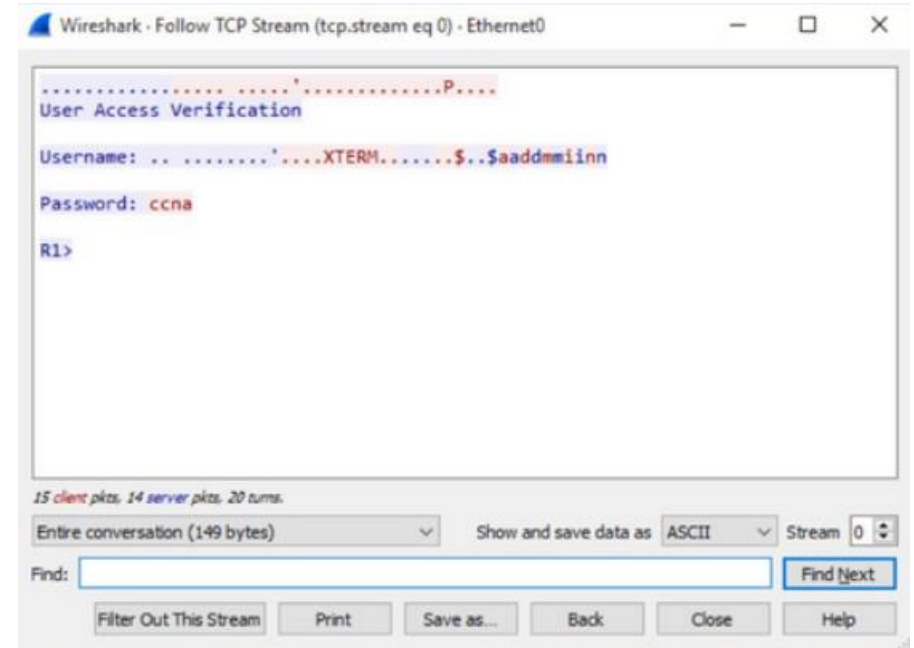 Wireshark · Follow TCP Stream (tcp.stream eq 0) · Ethernet0
................. .....'.............P....
User Access Verification
Username: .. ........'....XTERM.......$..$aaddmmiinn
Password: ccna
R1>
15 client pkts, 14 server pkts, 20 turns.
Entire conversation (149 bytes) Show and save data as ASCII Stream 0
Find: Find Next
Filter Out This Stream Print Save as... Back Close Help